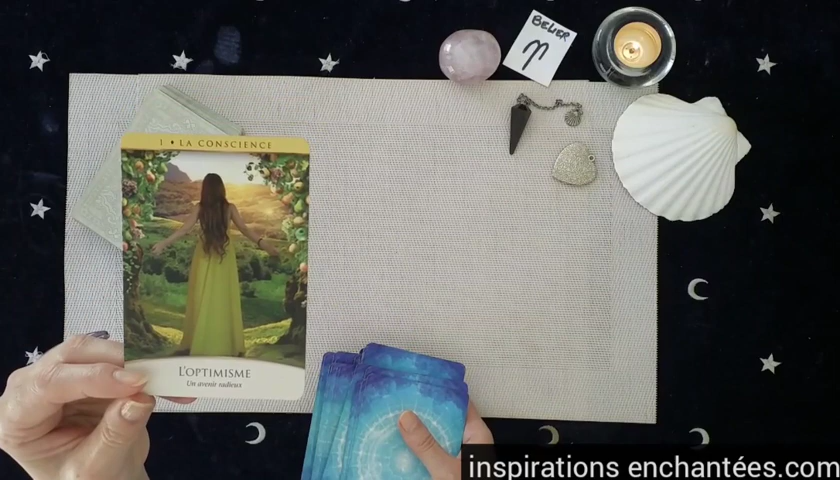 BELIER
1 • LA CONSCIENCE
L'OPTIMISME
Un avenir radieux
inspirations enchantées.com